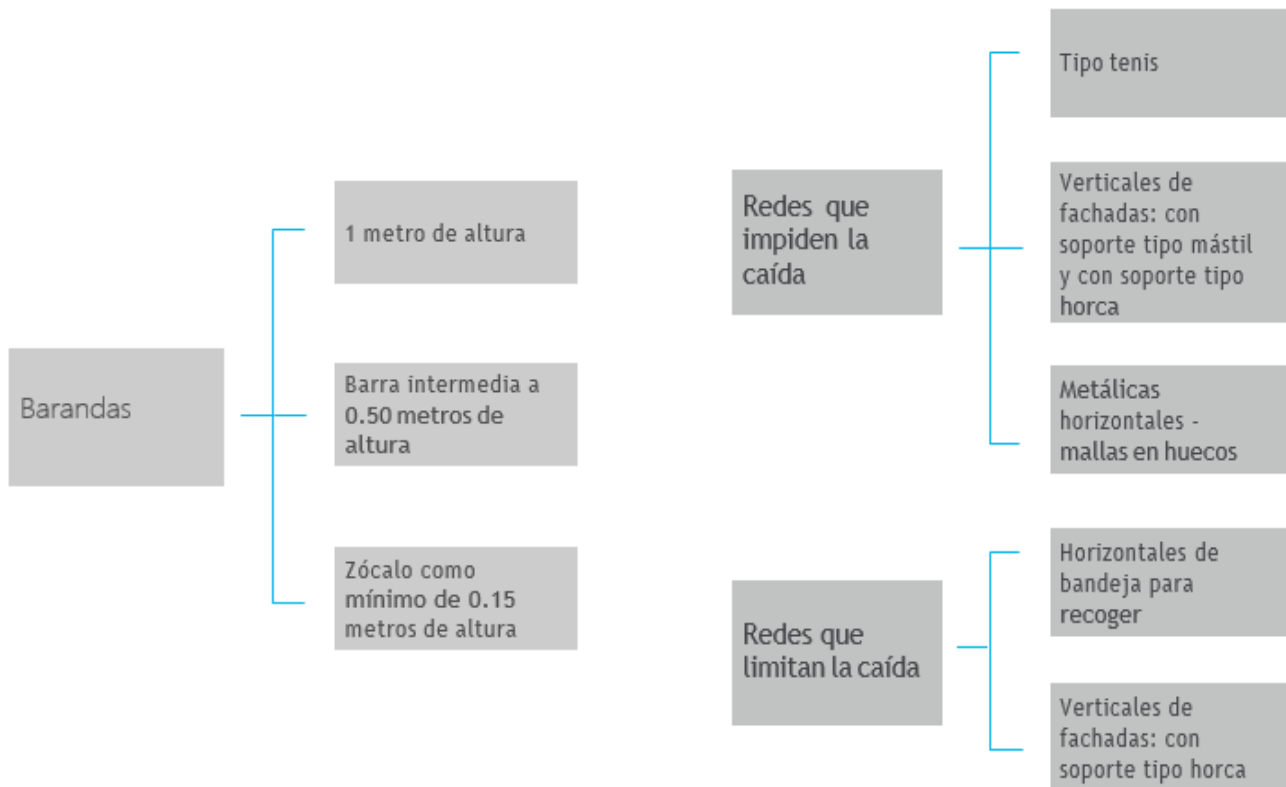 Barandas
1 metro de altura
Barra intermedia a
0.50 metros de
altura
Zócalo como
mínimo de 0.15
metros de altura
Redes que
impiden la
caída
Tipo tenis
Verticales de
fachadas: con
soporte tipo mástil
y con soporte tipo
horca
Metálicas
horizontales -
mallas en huecos
Redes que
limitan la caída
Horizontales de
bandeja para
recoger
Verticales de
fachadas: con
soporte tipo horca